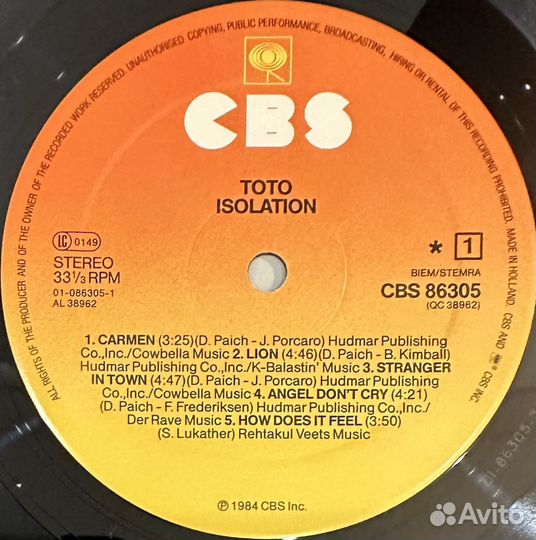 ALL RIGHTS OF THE PRODUCER AND OF THE OWNER OF THE RECORDED WORK RESERVED. UNAUTHORISED COPYING, PUBLIC PERFORMANCE, BROADCASTING, HIRING OR RENTAL OF THIS RECORDING PROHIBITED. MADE IN HOLLAND. CBS AND CBS INC.
CBS
TOTO
ISOLATION
LC 0149
STEREO
33 1/3 RPM
01-086305-1
AL 38962
* 1
BIEM/STEMRA
CBS 86305
(QC 38962)
1. CARMEN (3:25)(D. Paich - J. Porcaro) Hudmar Publishing
Co.,Inc./Cowbella Music 2. LION (4:46)(D. Paich - B. Kimball)
Hudmar Publishing Co.,Inc./K-Balastin' Music 3. STRANGER
IN TOWN (4:47)(D. Paich - J. Porcaro) Hudmar Publishing
Co.,Inc./Cowbella Music 4. ANGEL DON'T CRY (4:21)
(D. Paich - F. Frederiksen) Hudmar Publishing Co.,Inc./
Der Rave Music 5. HOW DOES IT FEEL (3:50)
(S. Lukather) Rehtakul Veets Music
℗ 1984 CBS Inc.
Avito